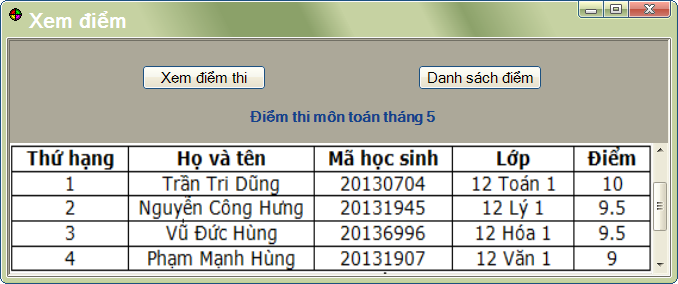 Xem điểm
Xem điểm thi Danh sách điểm
Điểm thi môn toán tháng 5
Thứ hạng Họ và tên Mã học sinh Lớp Điểm
1 Trần Tri Dũng 20130704 12 Toán 1 10
2 Nguyễn Công Hưng 20131945 12 Lý 1 9.5
3 Vũ Đức Hùng 20136996 12 Hóa 1 9.5
4 Phạm Mạnh Hùng 20131907 12 Văn 1 9